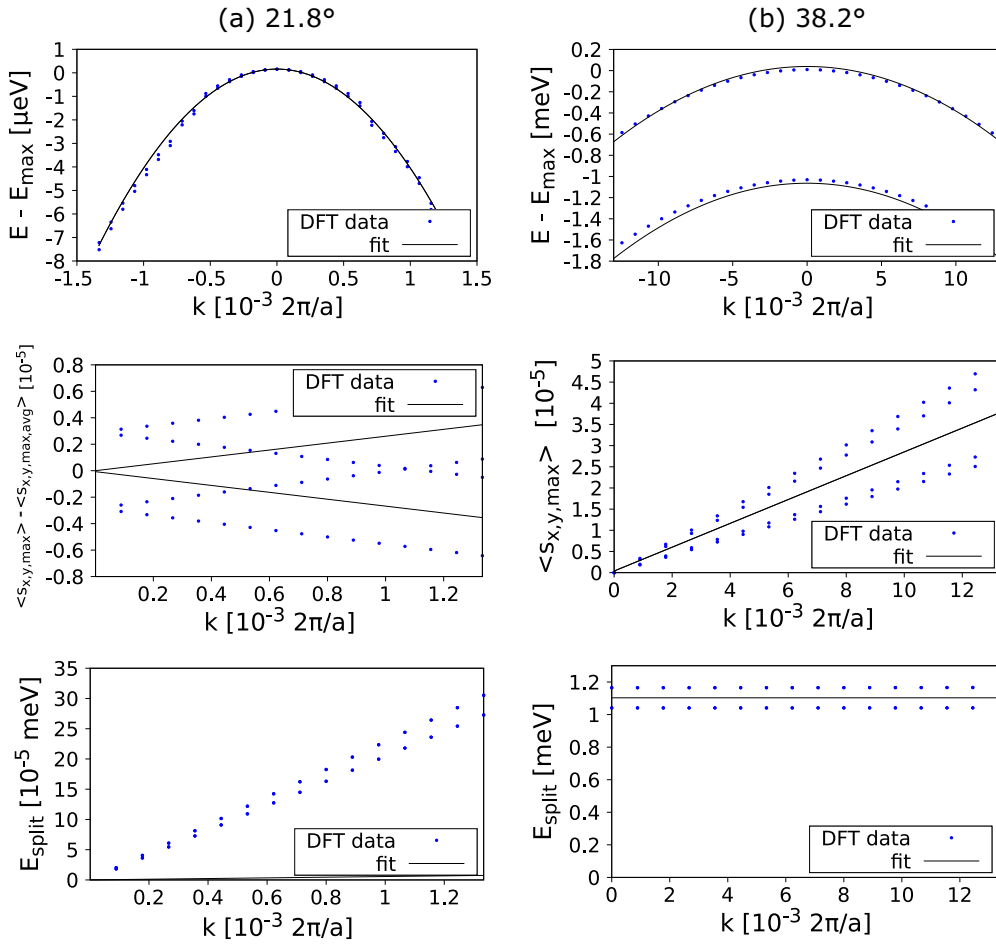 (a) 21.8°
(b) 38.2°
E - Emax [μeV]
1
0
-1
-2
-3
-4
-5
-6
-7
-8
-1.5 -1 -0.5 0 0.5 1 1.5
k [10-3 2π/a]
DFT data
fit
E - Emax [meV]
0.2
0
-0.2
-0.4
-0.6
-0.8
-1
-1.2
-1.4
-1.6
-1.8
-10 -5 0 5 10
k [10-3 2π/a]
DFT data
fit
<sx,y,max> - <sx,y,max,avg> [10-5]
0.8
0.6
0.4
0.2
0
-0.2
-0.4
-0.6
-0.8
0.2 0.4 0.6 0.8 1 1.2
k [10-3 2π/a]
DFT data
fit
<sx,y,max> [10-5]
5
4.5
4
3.5
3
2.5
2
1.5
1
0.5
0
0 2 4 6 8 10 12
k [10-3 2π/a]
DFT data
fit
Esplit [10-5 meV]
35
30
25
20
15
10
5
0
0.2 0.4 0.6 0.8 1 1.2
k [10-3 2π/a]
DFT data
fit
Esplit [meV]
1.2
1
0.8
0.6
0.4
0.2
0
0 2 4 6 8 10 12
k [10-3 2π/a]
DFT data
fit